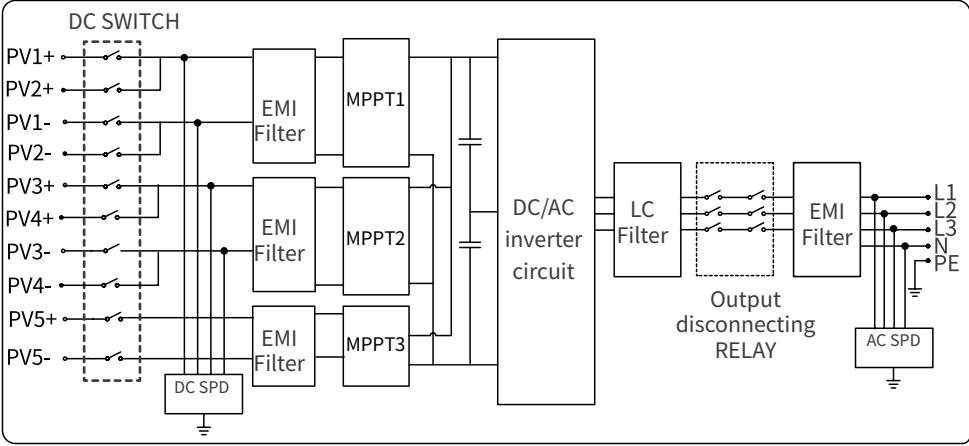 DC SWITCH
PV1+
PV2+
PV1-
PV2-
PV3+
PV4+
PV3-
PV4-
PV5+
PV5-
EMI
Filter
MPPT1
EMI
Filter
MPPT2
EMI
Filter
MPPT3
DC SPD
DC/AC
inverter
circuit
LC
Filter
Output
disconnecting
RELAY
EMI
Filter
L1
L2
L3
N
PE
AC SPD